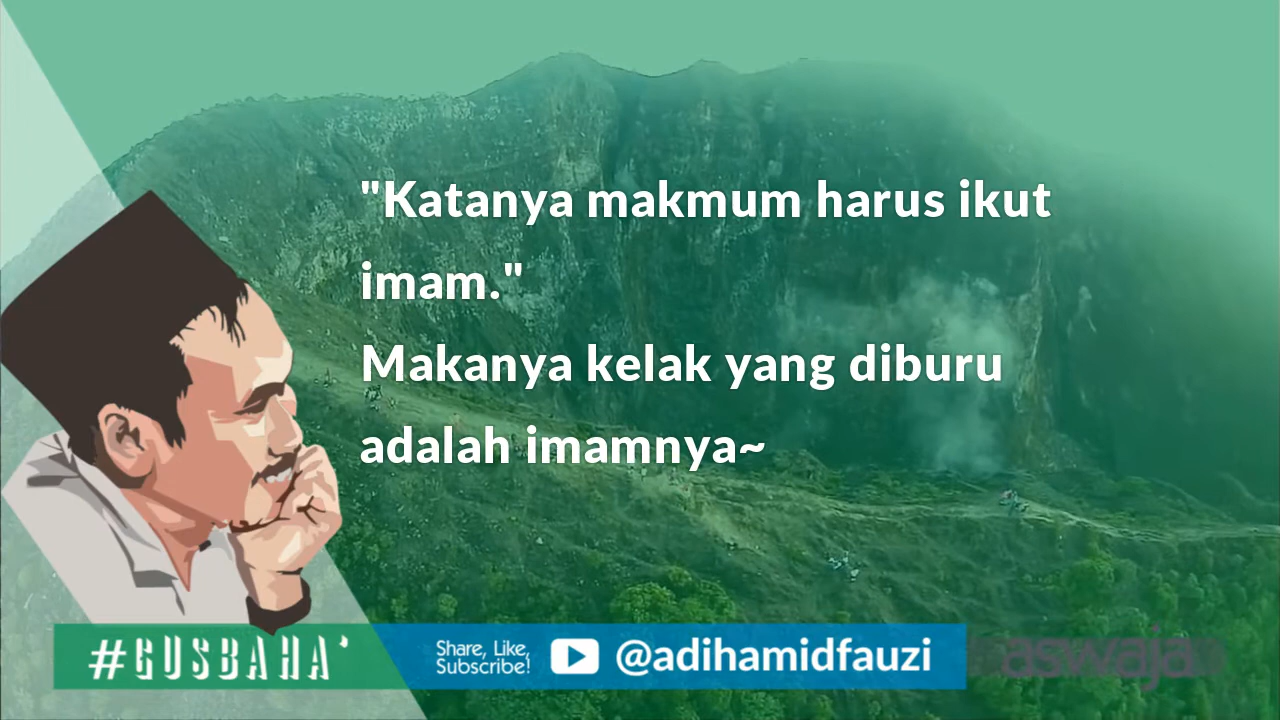 "Katanya makmum harus ikut
imam."
Makanya kelak yang diburu
adalah imamnya~
#GUSBAHA'
Share, Like,
Subscribe!
@adihamidfauzi
aswaja